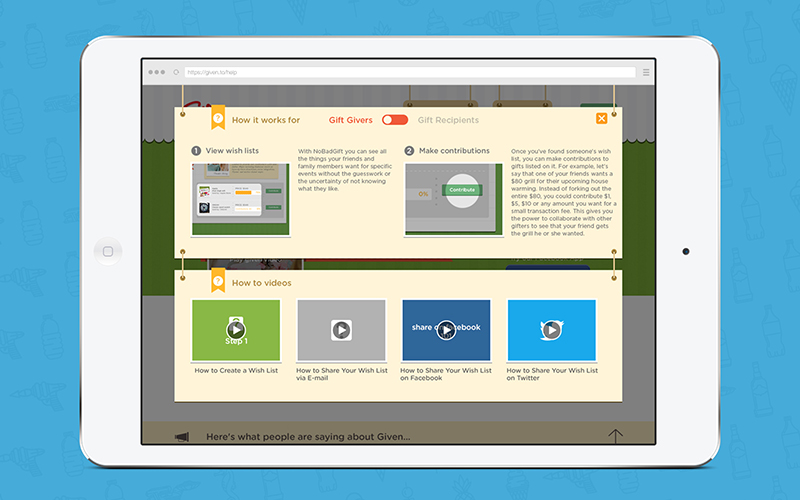 https://given.to/help
How it works for
Gift Givers
Gift Recipients
1 View wish lists
With NoBadGift you can see all
the things your friends and
family members want for specific
events without the guesswork or
the uncertainty of not knowing
what they like.
2 Make contributions
0%
Contribute
Once you've found someone's wish
list, you can make contributions to
gifts listed on it. For example, let's
say that one of your friends wants a
$80 grill for their upcoming house
warming. Instead of forking out the
entire $80, you could contribute $1,
$5, $10 or any amount you want for a
small transaction fee. This gives you
the power to collaborate with other
gifters to see that your friend gets
the grill he or she wanted.
How to videos
Step 1
share on facebook
How to Create a Wish List
How to Share Your Wish List
via E-mail
How to Share Your Wish List
on Facebook
How to Share Your Wish List
on Twitter
Here's what people are saying about Given...